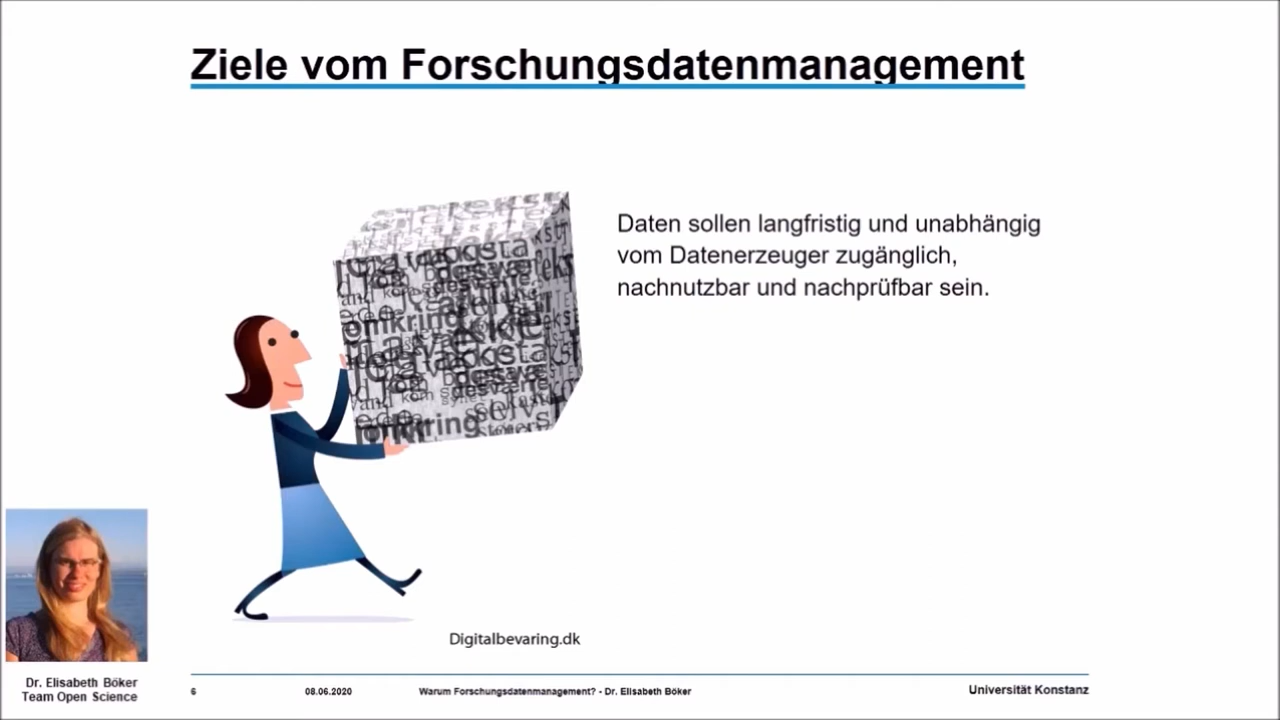 Ziele vom Forschungsdatenmanagement
Daten sollen langfristig und unabhängig
vom Datenerzeuger zugänglich,
nachnutzbar und nachprüfbar sein.
Digitalbevaring.dk
Dr. Elisabeth Böker
Team Open Science
6
08.06.2020
Warum Forschungsdatenmanagement? - Dr. Elisabeth Böker
Universität Konstanz